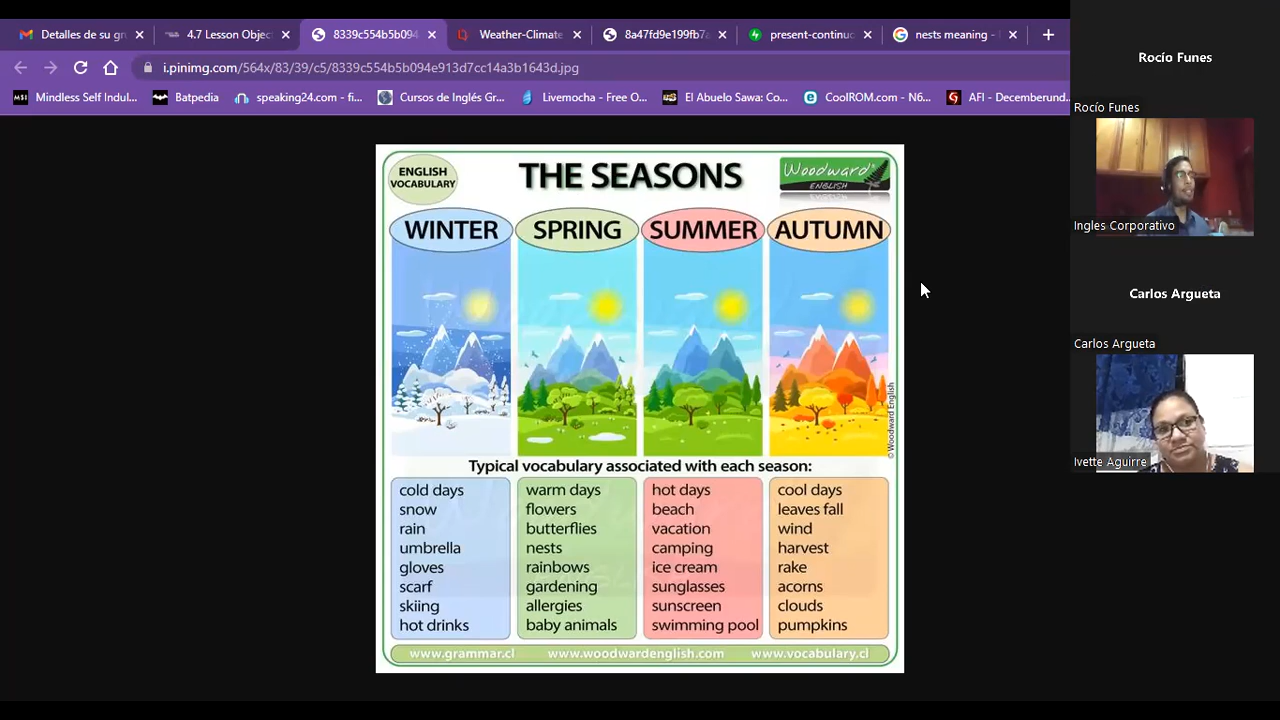 Detalles de su gn
4.7 Lesson Objec
8339c554b5b094
Weather-Climate
8a47fd9e199fb7
present-continuo
nests meaning -
i.pinimg.com/564x/83/39/c5/8339c554b5b094e913d7cc14a3b1643d.jpg
Mindless Self Indul...
Batpedia
speaking24.com - fi...
Cursos de Inglés Gr...
Livemocha - Free O...
El Abuelo Sawa: Co...
CoolROM.com - N6...
AFI - Decemberund...
ENGLISH
VOCABULARY
THE SEASONS
Woodward
ENGLISH
WINTER
SPRING
SUMMER
AUTUMN
© Woodward English
Typical vocabulary associated with each season:
cold days
snow
rain
umbrella
gloves
scarf
skiing
hot drinks
warm days
flowers
butterflies
nests
rainbows
gardening
allergies
baby animals
hot days
beach
vacation
camping
ice cream
sunglasses
sunscreen
swimming pool
cool days
leaves fall
wind
harvest
rake
acorns
clouds
pumpkins
www.grammar.cl www.woodwardenglish.com www.vocabulary.cl
Rocío Funes
Rocío Funes
Ingles Corporativo
Carlos Argueta
Carlos Argueta
Ivette Aguirre